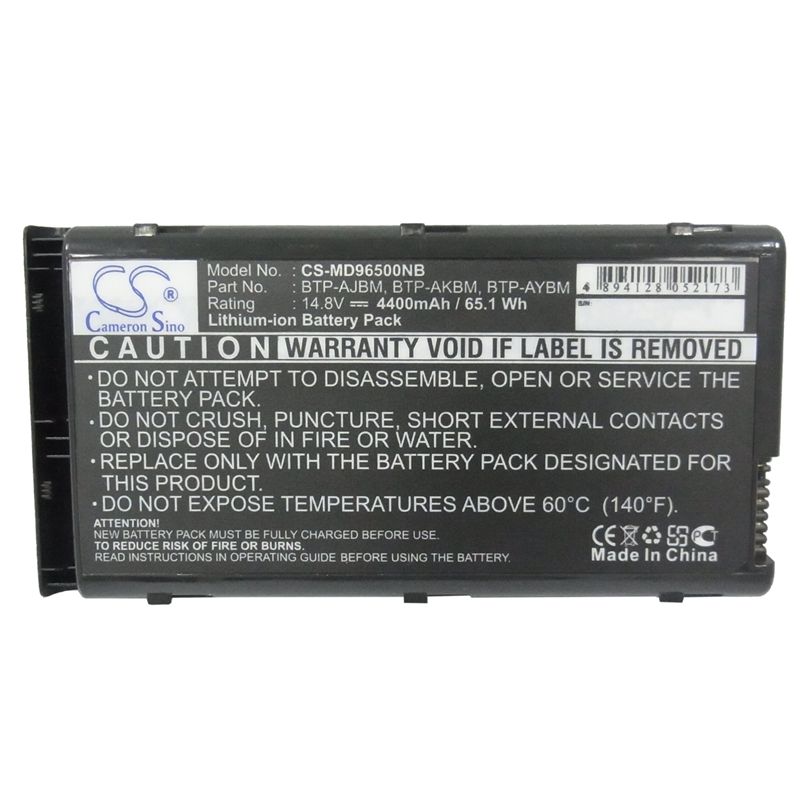 CS ®
Cameron Sino
Model No. : CS-MD96500NB
Part No. : BTP-AJBM, BTP-AKBM, BTP-AYBM
Rating : 14.8V ⎓ 4400mAh / 65.1 Wh
Lithium-ion Battery Pack
4 894128 052173
CAUTION WARRANTY VOID IF LABEL IS REMOVED
•DO NOT ATTEMPT TO DISASSEMBLE, OPEN OR SERVICE THE
BATTERY PACK.
•DO NOT CRUSH, PUNCTURE, SHORT EXTERNAL CONTACTS
OR DISPOSE OF IN FIRE OR WATER.
•REPLACE ONLY WITH THE BATTERY PACK DESIGNATED FOR
THIS PRODUCT.
•DO NOT EXPOSE TEMPERATURES ABOVE 60°C (140°F).
ATTENTION!
NEW BATTERY PACK MUST BE FULLY CHARGED BEFORE USE.
TO REDUCE RISK OF FIRE OR BURNS.
READ INSTRUCTIONS IN OPERATING GUIDE BEFORE USING THE BATTERY.
CE
Made In China